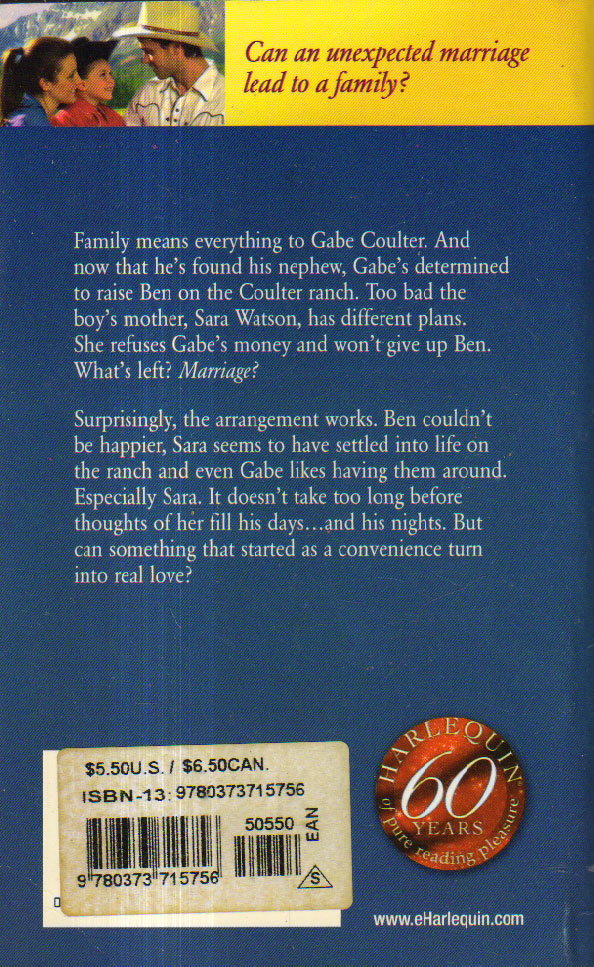 Can an unexpected marriage
lead to a family?
Family means everything to Gabe Coulter. And
now that he's found his nephew, Gabe's determined
to raise Ben on the Coulter ranch. Too bad the
boy's mother, Sara Watson, has different plans.
She refuses Gabe's money and won't give up Ben.
What's left? Marriage?
Surprisingly, the arrangement works. Ben couldn't
be happier, Sara seems to have settled into life on
the ranch and even Gabe likes having them around.
Especially Sara. It doesn't take too long before
thoughts of her fill his days...and his nights. But
can something that started as a convenience turn
into real love?
$5.50U.S. / $6.50CAN.
ISBN-13: 9780373715756
50550
EAN
9 780373 715756
S
HARLEQUIN
60
YEARS
of pure reading pleasure
www.eHarlequin.com